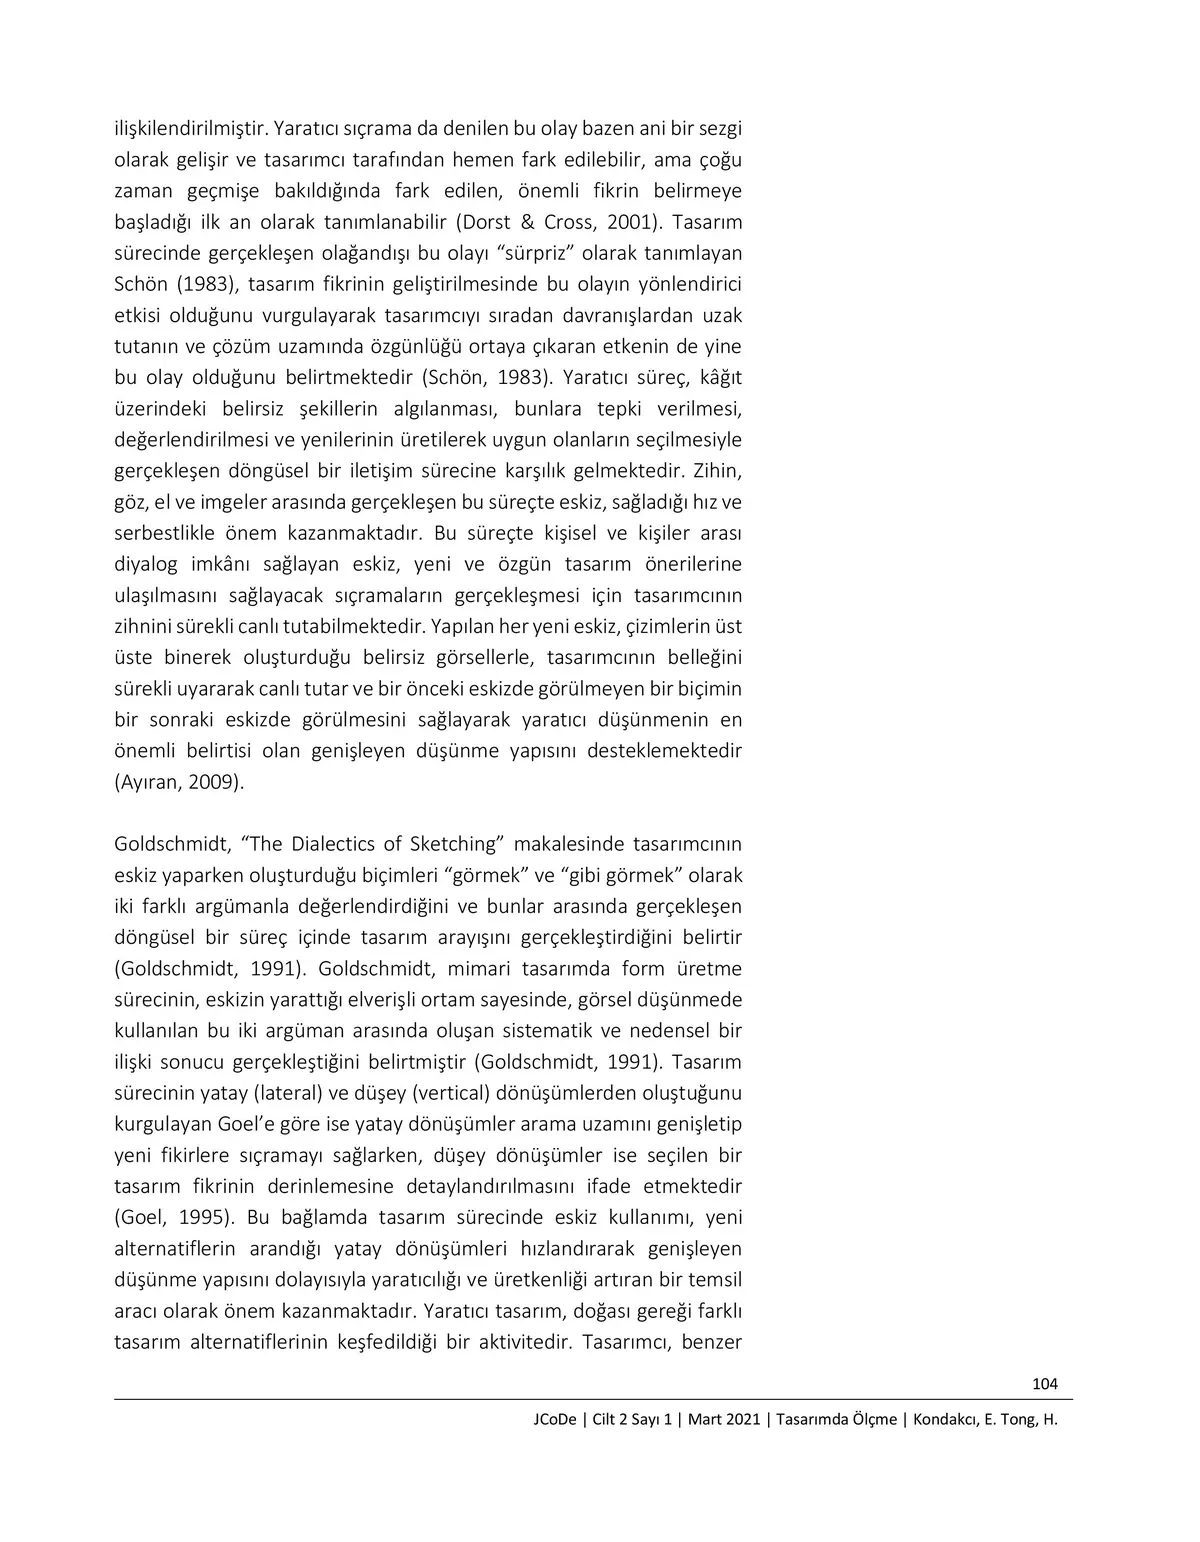 ilişkilendirilmiştir. Yaratıcı sıçrama da denilen bu olay bazen ani bir sezgi
olarak gelişir ve tasarımcı tarafından hemen fark edilebilir, ama çoğu
zaman geçmişe bakıldığında fark edilen, önemli fikrin belirmeye
başladığı ilk an olarak tanımlanabilir (Dorst & Cross, 2001). Tasarım
sürecinde gerçekleşen olağandışı bu olayı “sürpriz” olarak tanımlayan
Schön (1983), tasarım fikrinin geliştirilmesinde bu olayın yönlendirici
etkisi olduğunu vurgulayarak tasarımcıyı sıradan davranışlardan uzak
tutanın ve çözüm uzamında özgünlüğü ortaya çıkaran etkenin de yine
bu olay olduğunu belirtmektedir (Schön, 1983). Yaratıcı süreç, kâğıt
üzerindeki belirsiz şekillerin algılanması, bunlara tepki verilmesi,
değerlendirilmesi ve yenilerinin üretilerek uygun olanların seçilmesiyle
gerçekleşen döngüsel bir iletişim sürecine karşılık gelmektedir. Zihin,
göz, el ve imgeler arasında gerçekleşen bu süreçte eskiz, sağladığı hız ve
serbestlikle önem kazanmaktadır. Bu süreçte kişisel ve kişiler arası
diyalog imkânı sağlayan eskiz, yeni ve özgün tasarım önerilerine
ulaşılmasını sağlayacak sıçramaların gerçekleşmesi için tasarımcının
zihnini sürekli canlı tutabilmektedir. Yapılan her yeni eskiz, çizimlerin üst
üste binerek oluşturduğu belirsiz görsellerle, tasarımcının belleğini
sürekli uyararak canlı tutar ve bir önceki eskizde görülmeyen bir biçimin
bir sonraki eskizde görülmesini sağlayarak yaratıcı düşünmenin en
önemli belirtisi olan genişleyen düşünme yapısını desteklemektedir
(Ayıran, 2009).
Goldschmidt, “The Dialectics of Sketching” makalesinde tasarımcının
eskiz yaparken oluşturduğu biçimleri “görmek” ve “gibi görmek” olarak
iki farklı argümanla değerlendirdiğini ve bunlar arasında gerçekleşen
döngüsel bir süreç içinde tasarım arayışını gerçekleştirdiğini belirtir
(Goldschmidt, 1991). Goldschmidt, mimari tasarımda form üretme
sürecinin, eskizin yarattığı elverişli ortam sayesinde, görsel düşünmede
kullanılan bu iki argüman arasında oluşan sistematik ve nedensel bir
ilişki sonucu gerçekleştiğini belirtmiştir (Goldschmidt, 1991). Tasarım
sürecinin yatay (lateral) ve düşey (vertical) dönüşümlerden oluştuğunu
kurgulayan Goel’e göre ise yatay dönüşümler arama uzamını genişletip
yeni fikirlere sıçramayı sağlarken, düşey dönüşümler ise seçilen bir
tasarım fikrinin derinlemesine detaylandırılmasını ifade etmektedir
(Goel, 1995). Bu bağlamda tasarım sürecinde eskiz kullanımı, yeni
alternatiflerin arandığı yatay dönüşümleri hızlandırarak genişleyen
düşünme yapısını dolayısıyla yaratıcılığı ve üretkenliği artıran bir temsil
aracı olarak önem kazanmaktadır. Yaratıcı tasarım, doğası gereği farklı
tasarım alternatiflerinin keşfedildiği bir aktivitedir. Tasarımcı, benzer
104
JCoDe | Cilt 2 Sayı 1 | Mart 2021 | Tasarımda Ölçme | Kondakcı, E. Tong, H.